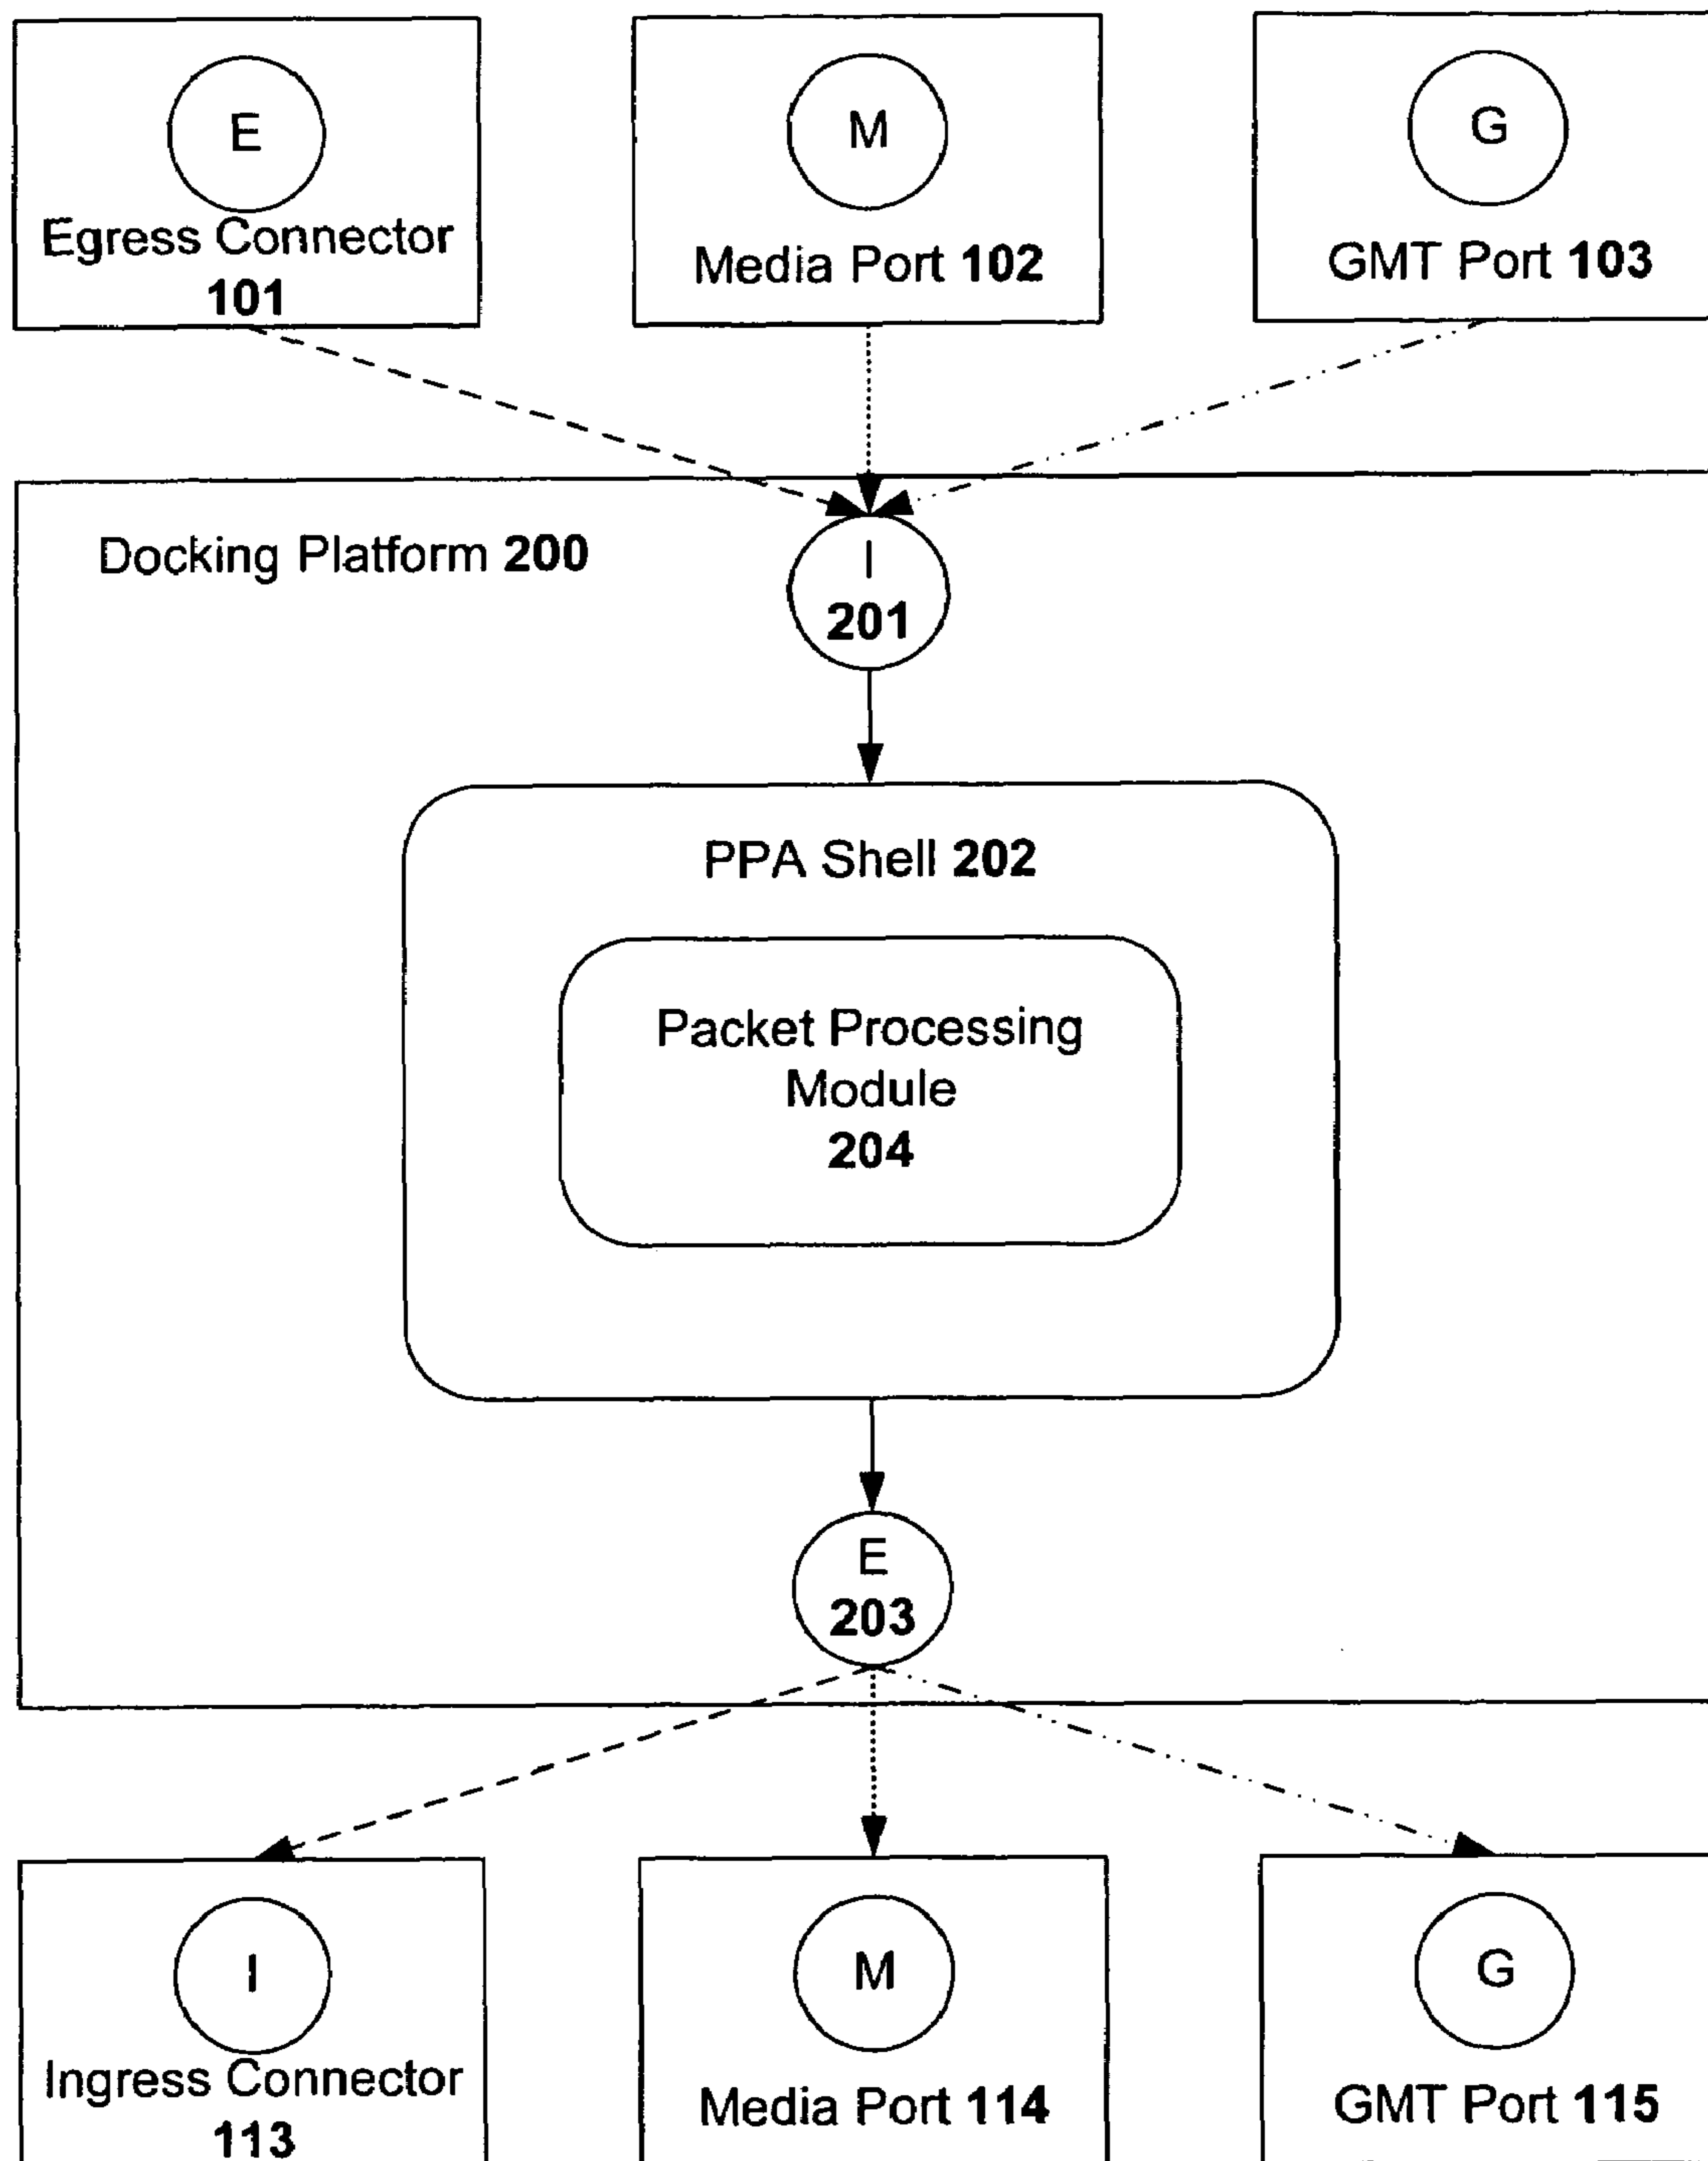 E
Egress Connector
101
M
Media Port 102
G
GMT Port 103
Docking Platform 200
I
201
PPA Shell 202
Packet Processing
Module
204
E
203
I
Ingress Connector
113
M
Media Port 114
G
GMT Port 115